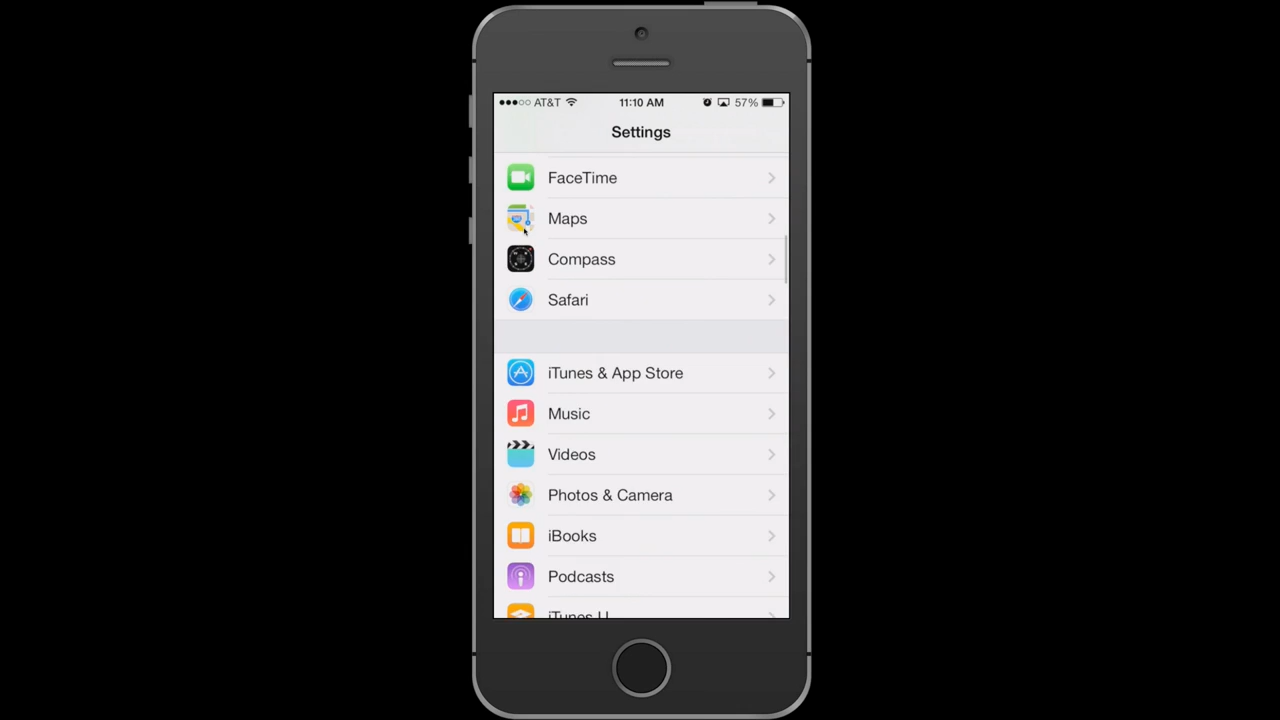 AT&T 11:10 AM 57%
Settings
FaceTime
Maps
Compass
Safari
iTunes & App Store
Music
Videos
Photos & Camera
iBooks
Podcasts
iTunes U